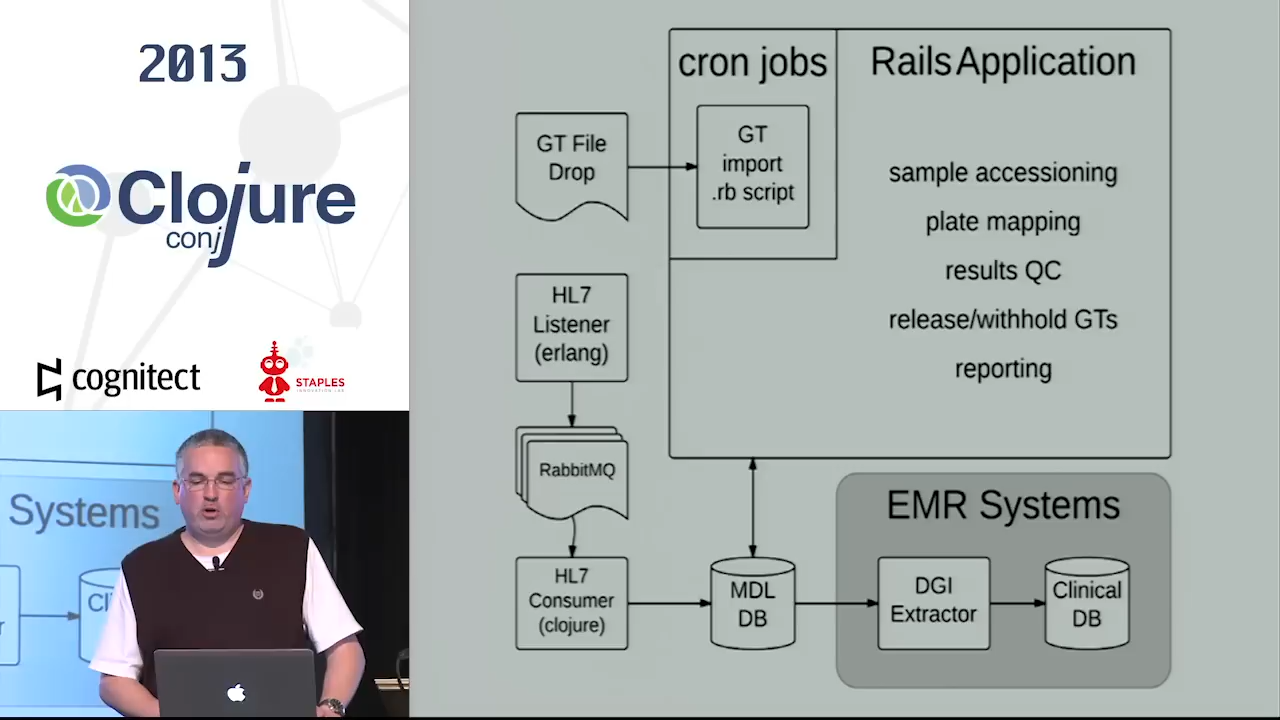 2013
Clojure
conj
cognitect
STAPLES
Systems
cron jobs
Rails Application
GT File
Drop
GT
import
.rb script
sample accessioning
plate mapping
results QC
release/withhold GTs
reporting
HL7
Listener
(erlang)
RabbitMQ
HL7
Consumer
(clojure)
MDL
DB
EMR Systems
DGI
Extractor
Clinical
DB